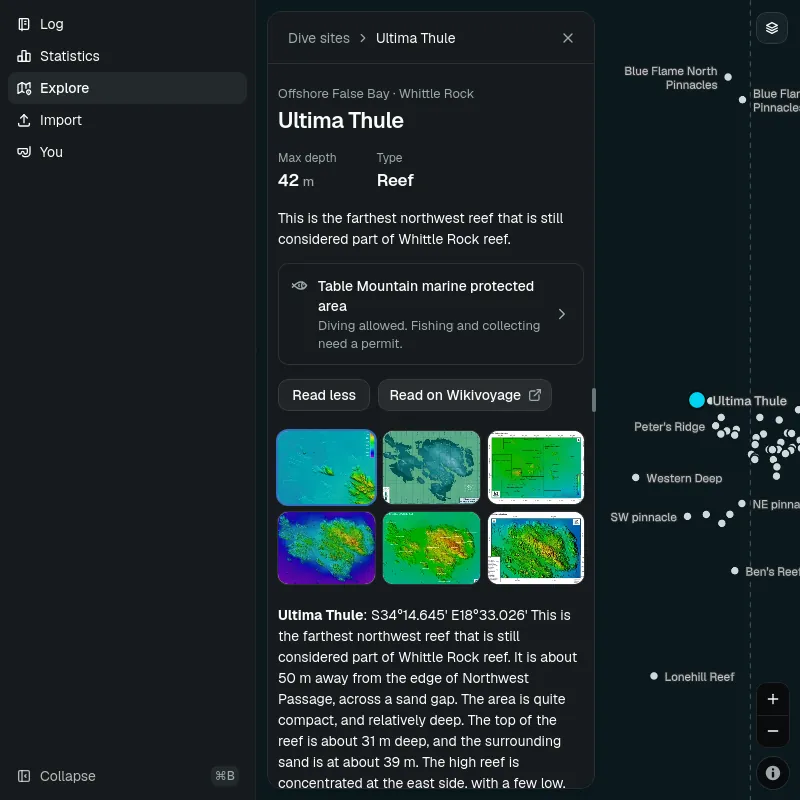 Log
Statistics
Explore
Import
You
Collapse
⌘B
Dive sites > Ultima Thule
Offshore False Bay · Whittle Rock
Ultima Thule
Max depth
Type
42 m
Reef
This is the farthest northwest reef that is still
considered part of Whittle Rock reef.
Table Mountain marine protected
area
Diving allowed. Fishing and collecting
need a permit.
Read less
Read on Wikivoyage
Ultima Thule: S34°14.645' E18°33.026' This is
the farthest northwest reef that is still
considered part of Whittle Rock reef. It is about
50 m away from the edge of Northwest
Passage, across a sand gap. The area is quite
compact, and relatively deep. The top of the
reef is about 31 m deep, and the surrounding
sand is at about 39 m. The high reef is
concentrated at the east side, with a few low,
Blue Flame North
Pinnacles
Blue Flam
Pinnacles
Ultima Thule
Peter's Ridge
Western Deep
NE pinna
SW pinnacle
Ben's Reef
Lonehill Reef